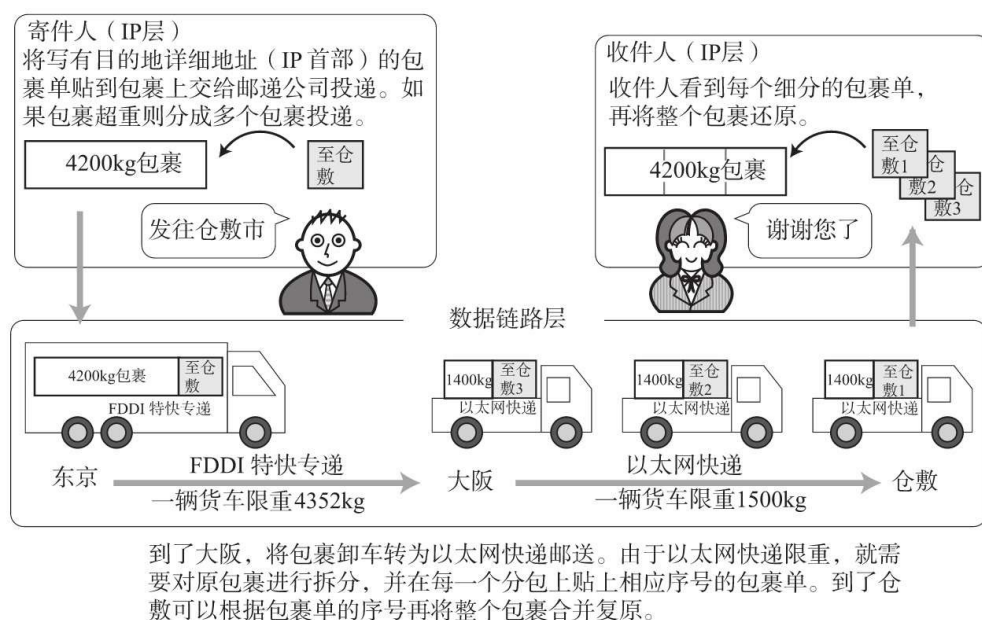 寄件人（IP层）
将写有目的地详细地址（IP 首部）的包
裹单贴到包裹上交给邮递公司投递。如
果包裹超重则分成多个包裹投递。
4200kg包裹
至仓
敷
发往仓敷市
收件人（IP层）
收件人看到每个细分的包裹单，
再将整个包裹还原。
4200kg包裹
至仓
敷1
仓
敷2
仓
敷3
谢谢您了
数据链路层
4200kg包裹
至仓
敷
FDDI 特快专递
1400kg
至仓
敷3
以太网快递
1400kg
至仓
敷2
以太网快递
1400kg
至仓
敷1
以太网快递
东京
FDDI 特快专递
一辆货车限重4352kg
大阪
以太网快递
一辆货车限重1500kg
仓敷
到了大阪，将包裹卸车转为以太网快递邮送。由于以太网快递限重，就需
要对原包裹进行拆分，并在每一个分包上贴上相应序号的包裹单。到了仓
敷可以根据包裹单的序号再将整个包裹合并复原。